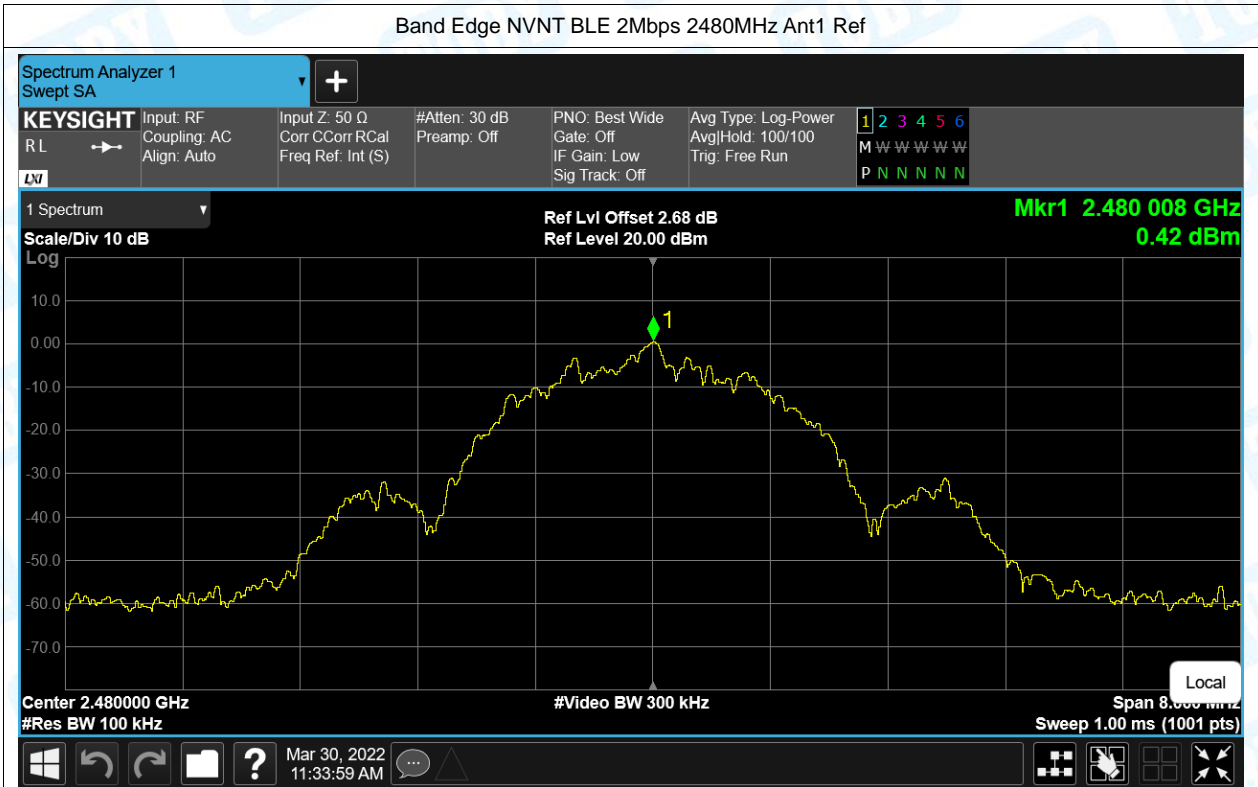 Band Edge NVNT BLE 2Mbps 2480MHz Ant1 Ref
Spectrum Analyzer 1
Swept SA
KEYSIGHT
RL
LXI
Input: RF
Coupling: AC
Align: Auto
Input Z: 50 Ω
Corr CCorr RCal
Freq Ref: Int (S)
#Atten: 30 dB
Preamp: Off
PNO: Best Wide
Gate: Off
IF Gain: Low
Sig Track: Off
Avg Type: Log-Power
Avg|Hold: 100/100
Trig: Free Run
1 2 3 4 5 6
M W W W W W
P N N N N N
1 Spectrum
Scale/Div 10 dB
Ref Lvl Offset 2.68 dB
Ref Level 20.00 dBm
Mkr1 2.480 008 GHz
0.42 dBm
Log
10.0
0.00
-10.0
-20.0
-30.0
-40.0
-50.0
-60.0
-70.0
1
Local
Center 2.480000 GHz
#Video BW 300 kHz
Span 8.000 MHz
#Res BW 100 kHz
Sweep 1.00 ms (1001 pts)
?
Mar 30, 2022
11:33:59 AM